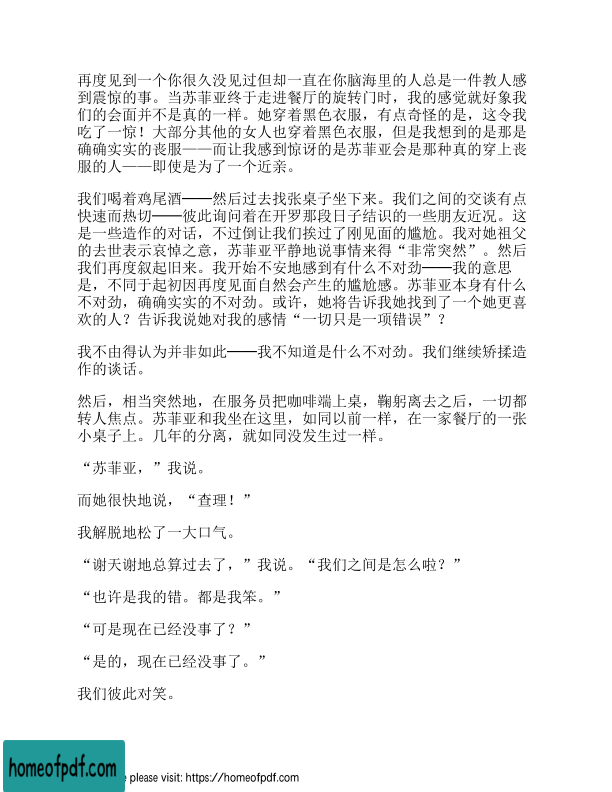 再度见到一个你很久没见过但却一直在你脑海里的人总是一件教人感
到震惊的事。当苏菲亚终于走进餐厅的旋转门时，我的感觉就好象我
们的会面并不是真的一样。她穿着黑色衣服，有点奇怪的是，这令我
吃了一惊！大部分其他的女人也穿着黑色衣服，但是我想到的是那是
确确实实的丧服——而让我感到惊讶的是苏菲亚会是那种真的穿上丧
服的人——即使是为了一个近亲。
我们喝着鸡尾酒──然后过去找张桌子坐下来。我们之间的交谈有点
快速而热切──彼此询问着在开罗那段日子结识的一些朋友近况。这
是一些造作的对话，不过倒让我们挨过了刚见面的尴尬。我对她祖父
的去世表示哀悼之意，苏菲亚平静地说事情来得“非常突然”。然后
我们再度叙起旧来。我开始不安地感到有什么不对劲──我的意思
是，不同于起初因再度见面自然会产生的尴尬感。苏菲亚本身有什么
不对劲，确确实实的不对劲。或许，她将告诉我她找到了一个她更喜
欢的人？告诉我说她对我的感情“一切只是一项错误”？
我不由得认为并非如此──我不知道是什么不对劲。我们继续矫揉造
作的谈话。
然后，相当突然地，在服务员把咖啡端上桌，鞠躬离去之后，一切都
转人焦点。苏菲亚和我坐在这里，如同以前一样，在一家餐厅的一张
小桌子上。几年的分离，就如同没发生过一样。
“苏菲亚，”我说。
而她很快地说，“查理！”
我解脱地松了一大口气。
“谢天谢地总算过去了，”我说。“我们之间是怎么啦？”
“也许是我的错。都是我笨。”
“可是现在已经没事了？”
“是的，现在已经没事了。”
我们彼此对笑。
homeofpdf.com
e please visit: https://homeofpdf.com